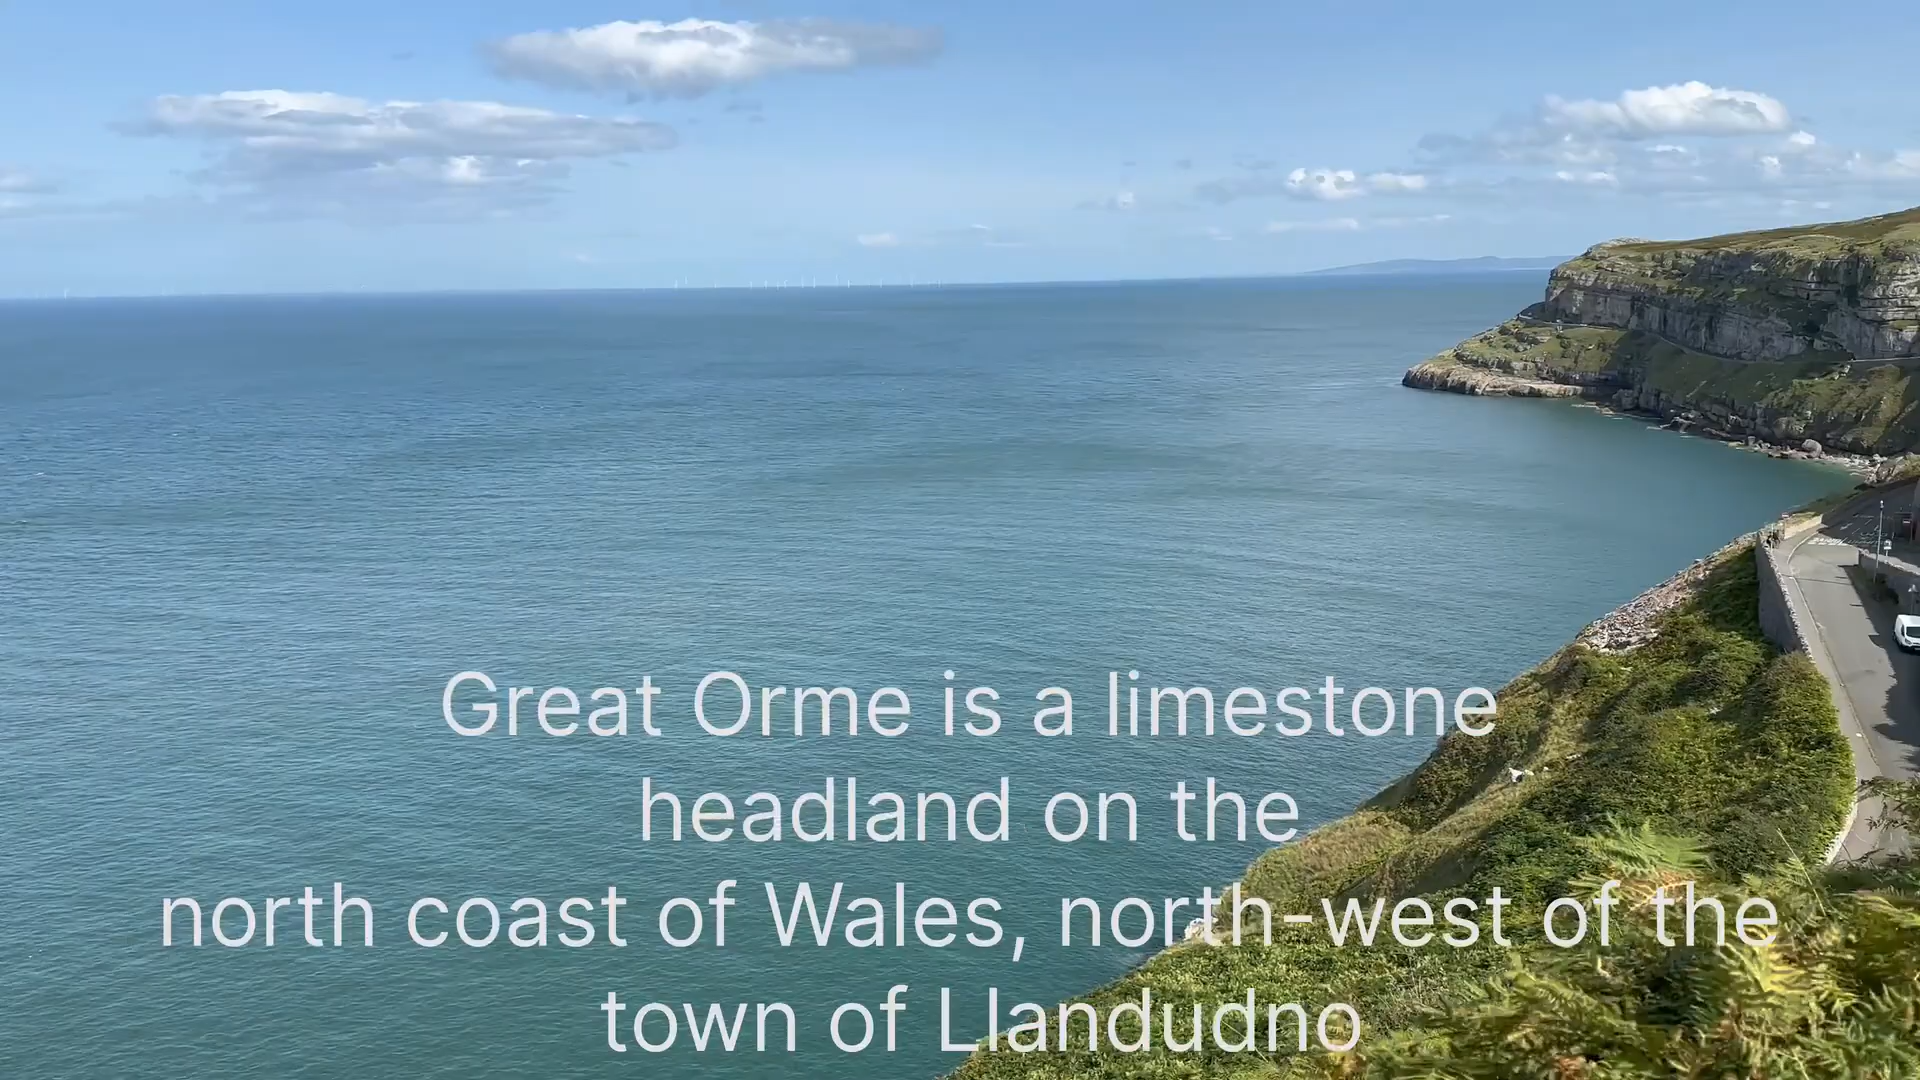 Great Orme is a limestone
headland on the
north coast of Wales, north-west of the
town of Llandudno